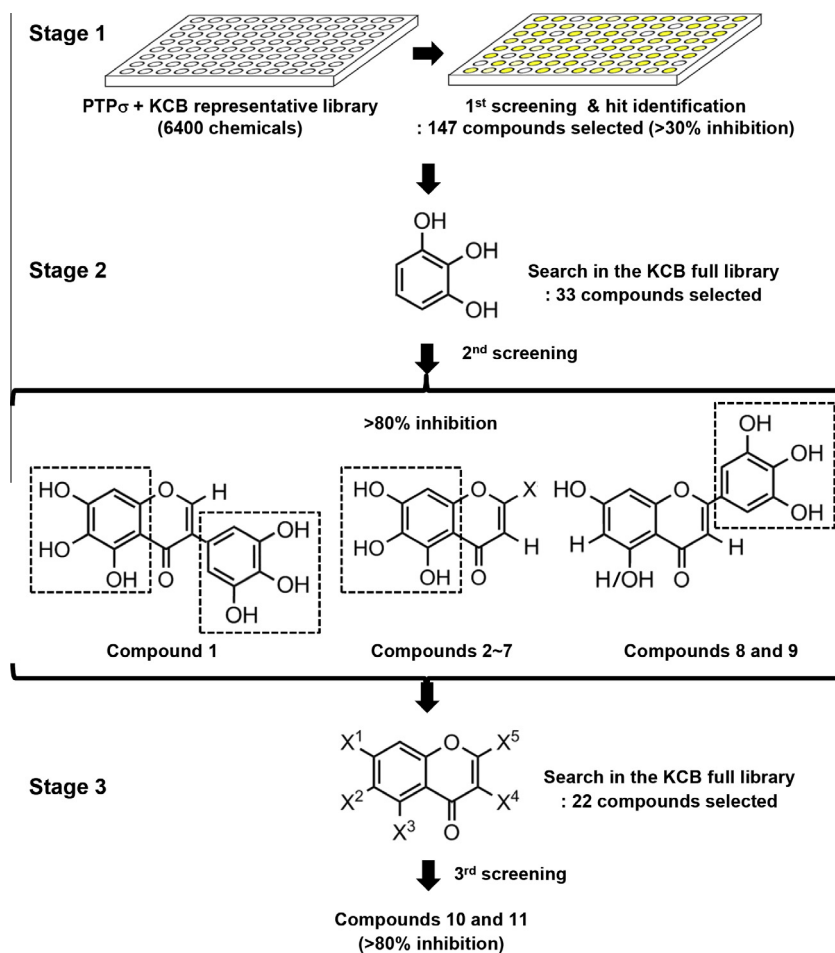 Stage 1
PTPσ + KCB representative library
(6400 chemicals)
1st screening & hit identification
: 147 compounds selected (>30% inhibition)
Stage 2
OH
OH
OH
Search in the KCB full library
: 33 compounds selected
2nd screening
>80% inhibition
HO
HO
OH
O
O
H
OH
OH
OH
Compound 1
HO
HO
OH
O
O
X
H
Compounds 2~7
HO
H
H/OH
O
O
H
OH
OH
OH
Compounds 8 and 9
Stage 3
X1
X2
X3
O
O
X5
X4
Search in the KCB full library
: 22 compounds selected
3rd screening
Compounds 10 and 11
(>80% inhibition)